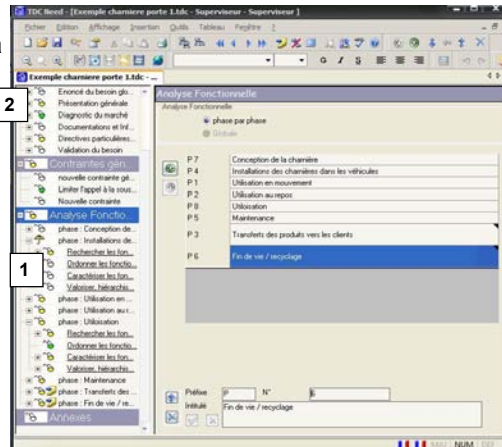 TDC Need - [Exemple charniere porte 1.tdc - Superviseur - Superviseur ]
Fichier Edition Affichage Insertion Outils Tableau Fenêtre ?
Exemple charniere porte 1.tdc - ...
2
Enoncé du besoin glo...
Présentation générale
Diagnostic du marché
Documentations et Inf...
Directives particulières...
Validation du besoin
Contraintes gén...
nouvelle contrainte gé...
Limiter l'appel à la sous...
Nouvelle contrainte
Analyse Fonctio...
phase : Conception de...
phase : Installations de...
1
Rechercher les fon...
Ordonner les fonctio...
Caractériser les fon...
Valoriser, hiérarchis...
phase : Utilisation en ...
phase : Utilisation au r...
phase : Utiloisation
Rechercher les fon...
Ordonner les fonctio...
Caractériser les fon...
Valoriser, hiérarchis...
phase : Maintenance
phase : Transferts des ...
phase : Fin de vie / re...
Annexes
Analyse Fonctionnelle
Analyse Fonctionnelle
phase par phase
Globale
P 7 Conception de la charnière
P 4 Installations des charnières dans les véhicules
P 1 Utilisation en mouvement
P 2 Utilisation au repos
P 8 Utiloisation
P 5 Maintenance
P 3 Transferts des produits vers les clients
P 6 Fin de vie / recyclage
Préfixe P N° 6
Intitulé Fin de vie / recyclage
MAJ NUM DEF